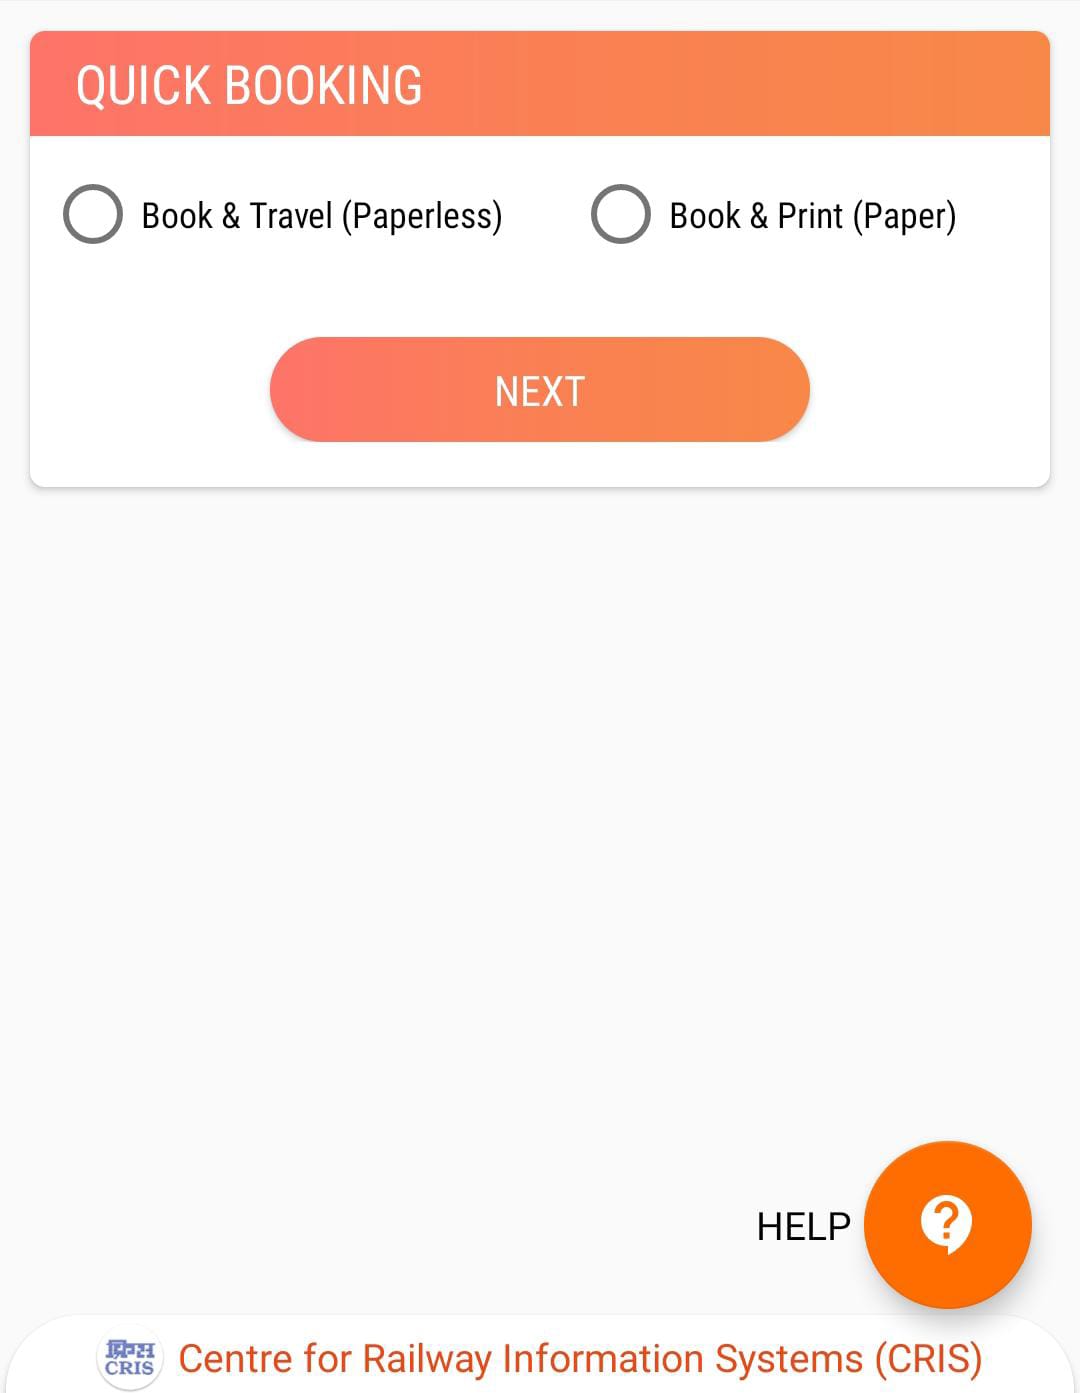 QUICK BOOKING
Book & Travel (Paperless) Book & Print (Paper)
NEXT
HELP
क्रिस
CRIS
Centre for Railway Information Systems (CRIS)